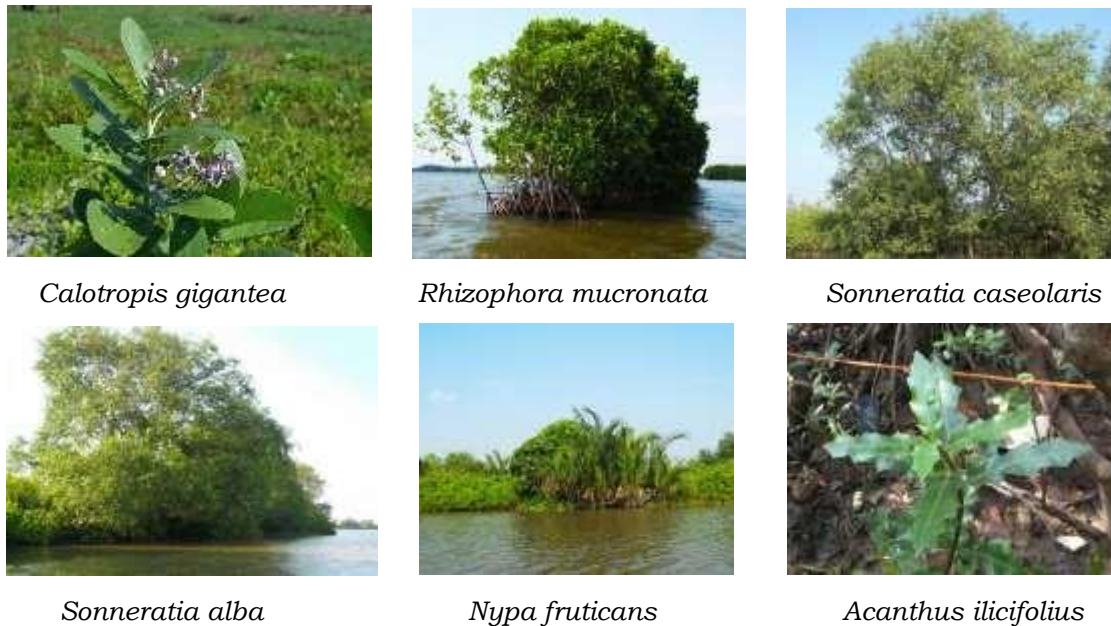 Calotropis gigantea
Rhizophora mucronata
Sonneratia caseolaris
Sonneratia alba
Nypa fruticans
Acanthus ilicifolius